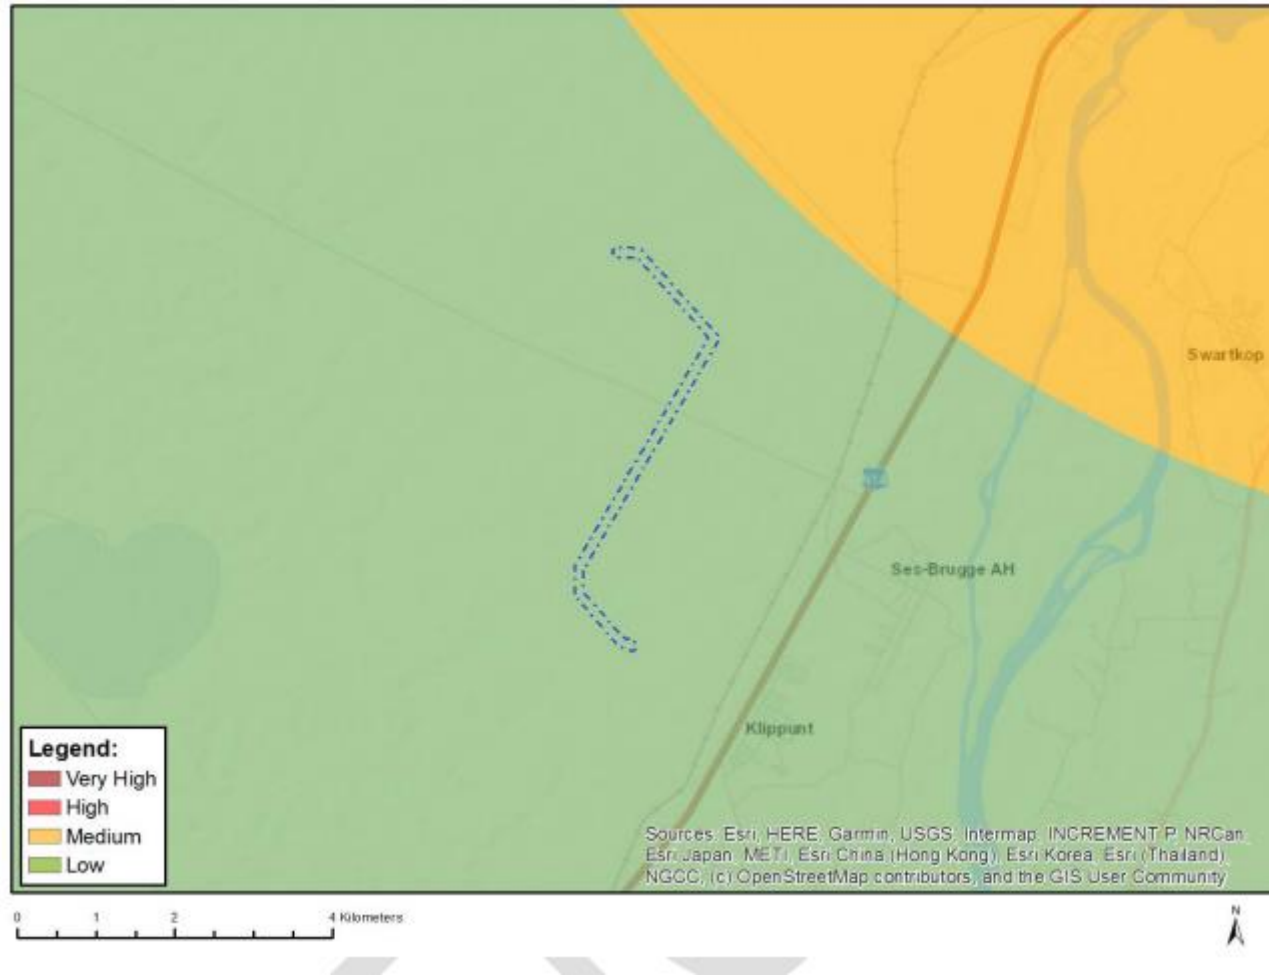 Swartkop
Ses-Brugge AH
Klippunt
Legend:
Very High
High
Medium
Low
Sources: Esri, HERE, Garmin, USGS, Intermap, INCREMENT P, NRCan,
Esri Japan, METI, Esri China (Hong Kong), Esri Korea, Esri (Thailand),
NGCC, (c) OpenStreetMap contributors, and the GIS User Community
0 1 2 4 Kilometers
N